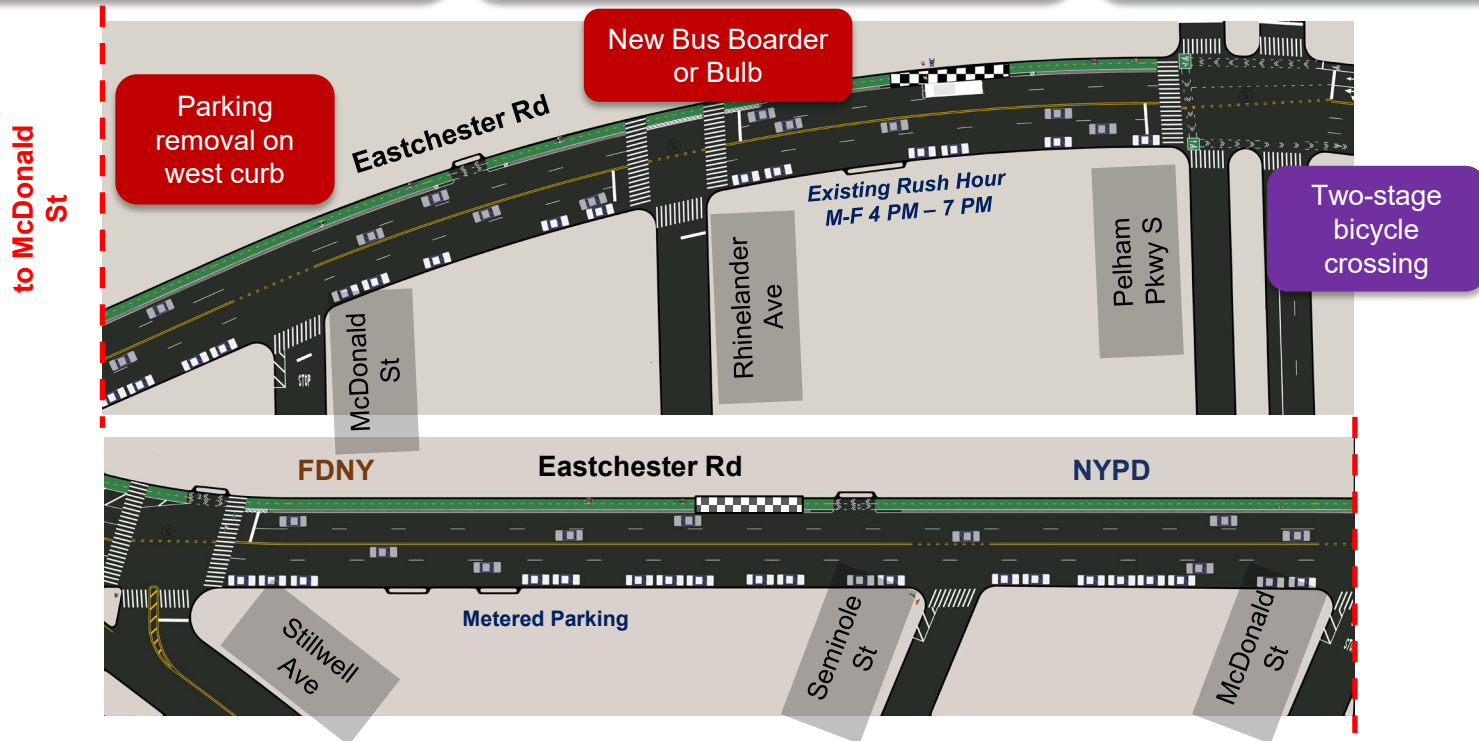 New Bus Boarder
or Bulb
Parking
removal on
west curb
Eastchester Rd
to McDonald
St
Existing Rush Hour
M-F 4 PM – 7 PM
Two-stage
bicycle
crossing
Pelham
Pkwy S
Rhinelander
Ave
McDonald
St
STOP
S
S
FDNY
Eastchester Rd
NYPD
S
Metered Parking
Stillwell
Ave
Seminole
St
McDonald
St